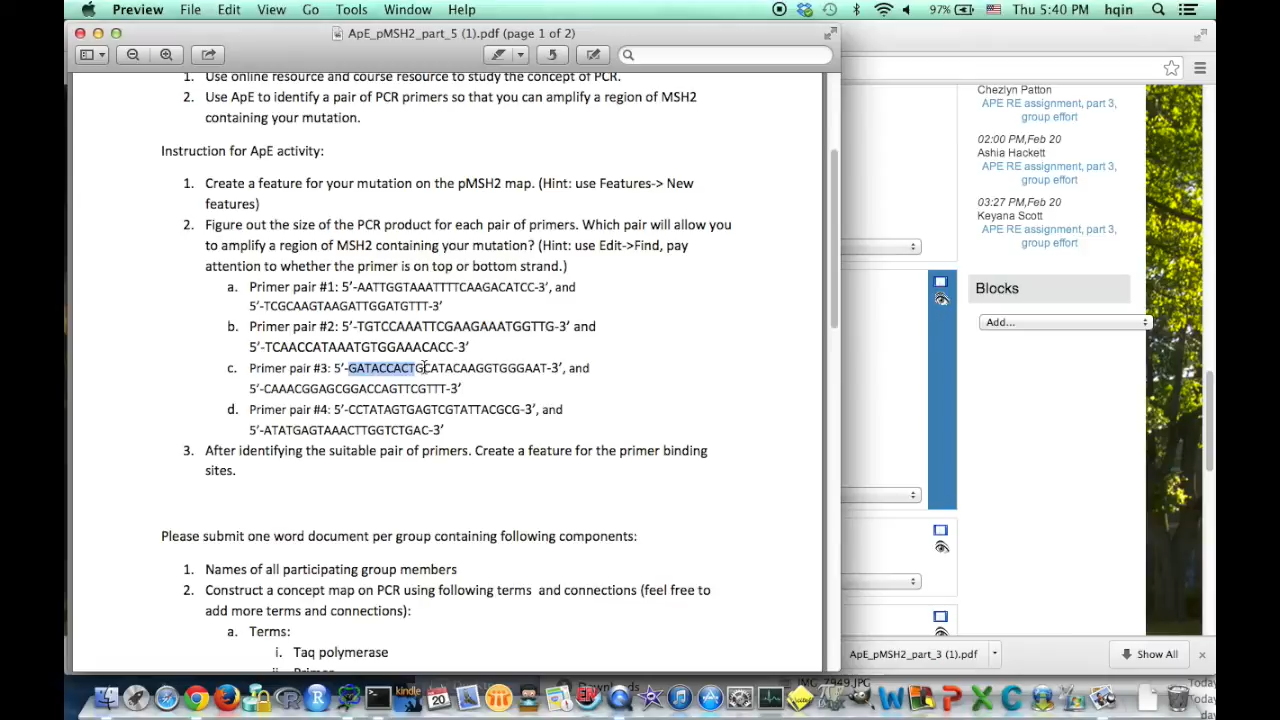 Preview File Edit View Go Tools Window Help 97% Thu 5:40 PM hqin
ApE_pMSH2_part_5 (1).pdf (page 1 of 2)
1. Use online resource and course resource to study the concept of PCR.
2. Use ApE to identify a pair of PCR primers so that you can amplify a region of MSH2
containing your mutation.
Instruction for ApE activity:
1. Create a feature for your mutation on the pMSH2 map. (Hint: use Features-> New
features)
2. Figure out the size of the PCR product for each pair of primers. Which pair will allow you
to amplify a region of MSH2 containing your mutation? (Hint: use Edit->Find, pay
attention to whether the primer is on top or bottom strand.)
a. Primer pair #1: 5’-AATTGGTAAATTTTCAAGACATCC-3’, and
5’-TCGCAAGTAAGATTGGATGTTT-3’
b. Primer pair #2: 5’-TGTCCAAATTCGAAGAAATGGTTG-3’ and
5’-TCAACCATAAATGTGGAAACACC-3’
c. Primer pair #3: 5’-GATACCACTGCATACAAGGTGGGAAT-3’, and
5’-CAAACGGAGCGGACCAGTTCGTTT-3’
d. Primer pair #4: 5’-CCTATAGTGAGTCGTATTACGCG-3’, and
5’-ATATGAGTAAACTTGGTCTGAC-3’
3. After identifying the suitable pair of primers. Create a feature for the primer binding
sites.
Please submit one word document per group containing following components:
1. Names of all participating group members
2. Construct a concept map on PCR using following terms and connections (feel free to
add more terms and connections):
a. Terms:
i. Taq polymerase
ii. Primer
Chezlyn Patton
APE RE assignment, part 3,
group effort
02:00 PM,Feb 20
Ashia Hackett
APE RE assignment, part 3,
group effort
03:27 PM,Feb 20
Keyana Scott
APE RE assignment, part 3,
group effort
Blocks
Add...
ApE_pMSH2_part_3 (1).pdf
Show All
IMG_7949.JPG
Downloads
kindle
20